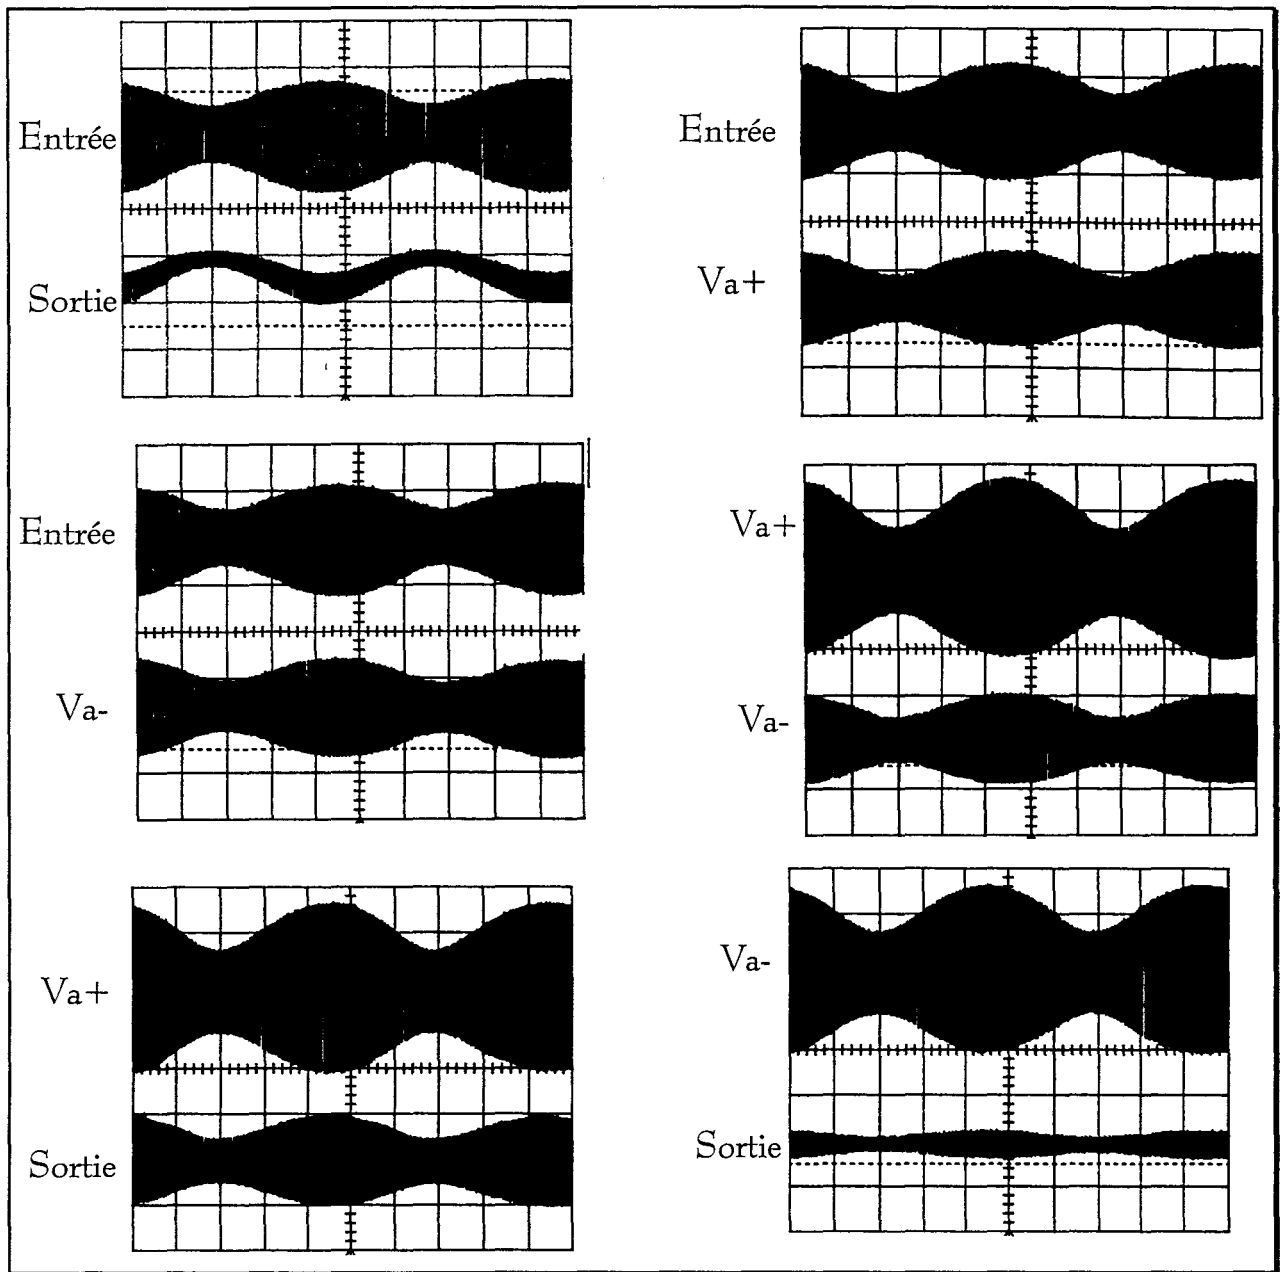 Entrée
Sortie
Entrée
Va+
Entrée
Va-
Va+
Va-
Va+
Sortie
Va-
Sortie